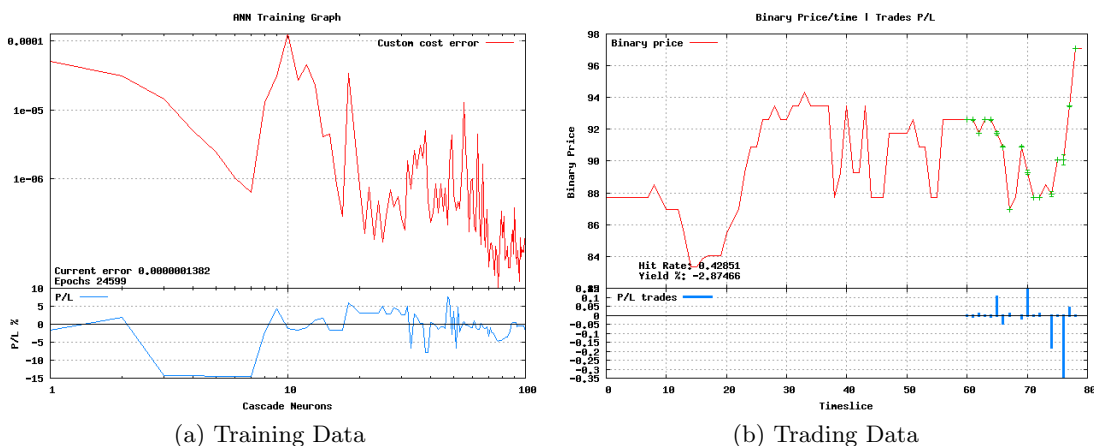 ANN Training Graph
0.0001
Custom cost error
1e-05
1e-06
Current error 0.0000001382
Epochs 24599
10
P/L
5
0
-5
-10
-15
P/L %
1
10
100
Cascade Neurons
(a) Training Data
Binary Price/time | Trades P/L
98
Binary price
96
94
92
90
88
86
84
Binary Price
Hit Rate: 0.42851
Yield %: -2.87466
P/L trades
0.1
0.05
0
-0.05
-0.1
-0.15
-0.2
-0.25
-0.3
-0.35
0
10
20
30
40
50
60
70
80
Timeslice
(b) Trading Data